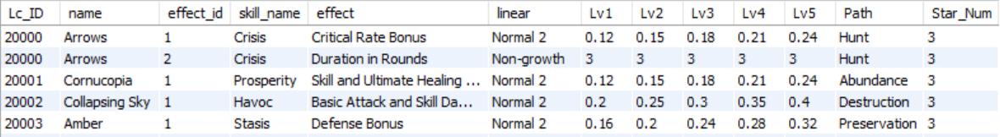 Lc_ID name effect_id skill_name effect linear Lv1 Lv2 Lv3 Lv4 Lv5 Path Star_Num
20000 Arrows 1 Crisis Critical Rate Bonus Normal 2 0.12 0.15 0.18 0.21 0.24 Hunt 3
20000 Arrows 2 Crisis Duration in Rounds Non-growth 3 3 3 3 3 Hunt 3
20001 Cornucopia 1 Prosperity Skill and Ultimate Healing ... Normal 2 0.12 0.15 0.18 0.21 0.24 Abundance 3
20002 Collapsing Sky 1 Havoc Basic Attack and Skill Da... Normal 2 0.2 0.25 0.3 0.35 0.4 Destruction 3
20003 Amber 1 Stasis Defense Bonus Normal 2 0.16 0.2 0.24 0.28 0.32 Preservation 3